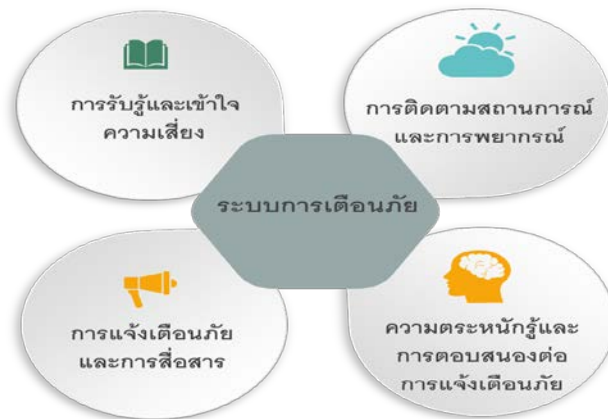 การรับรู้และเข้าใจ
ความเสี่ยง
การติดตามสถานการณ์
และการพยากรณ์
ระบบการเตือนภัย
การแจ้งเตือนภัย
และการสื่อสาร
ความตระหนักรู้และ
การตอบสนองต่อ
การแจ้งเตือนภัย